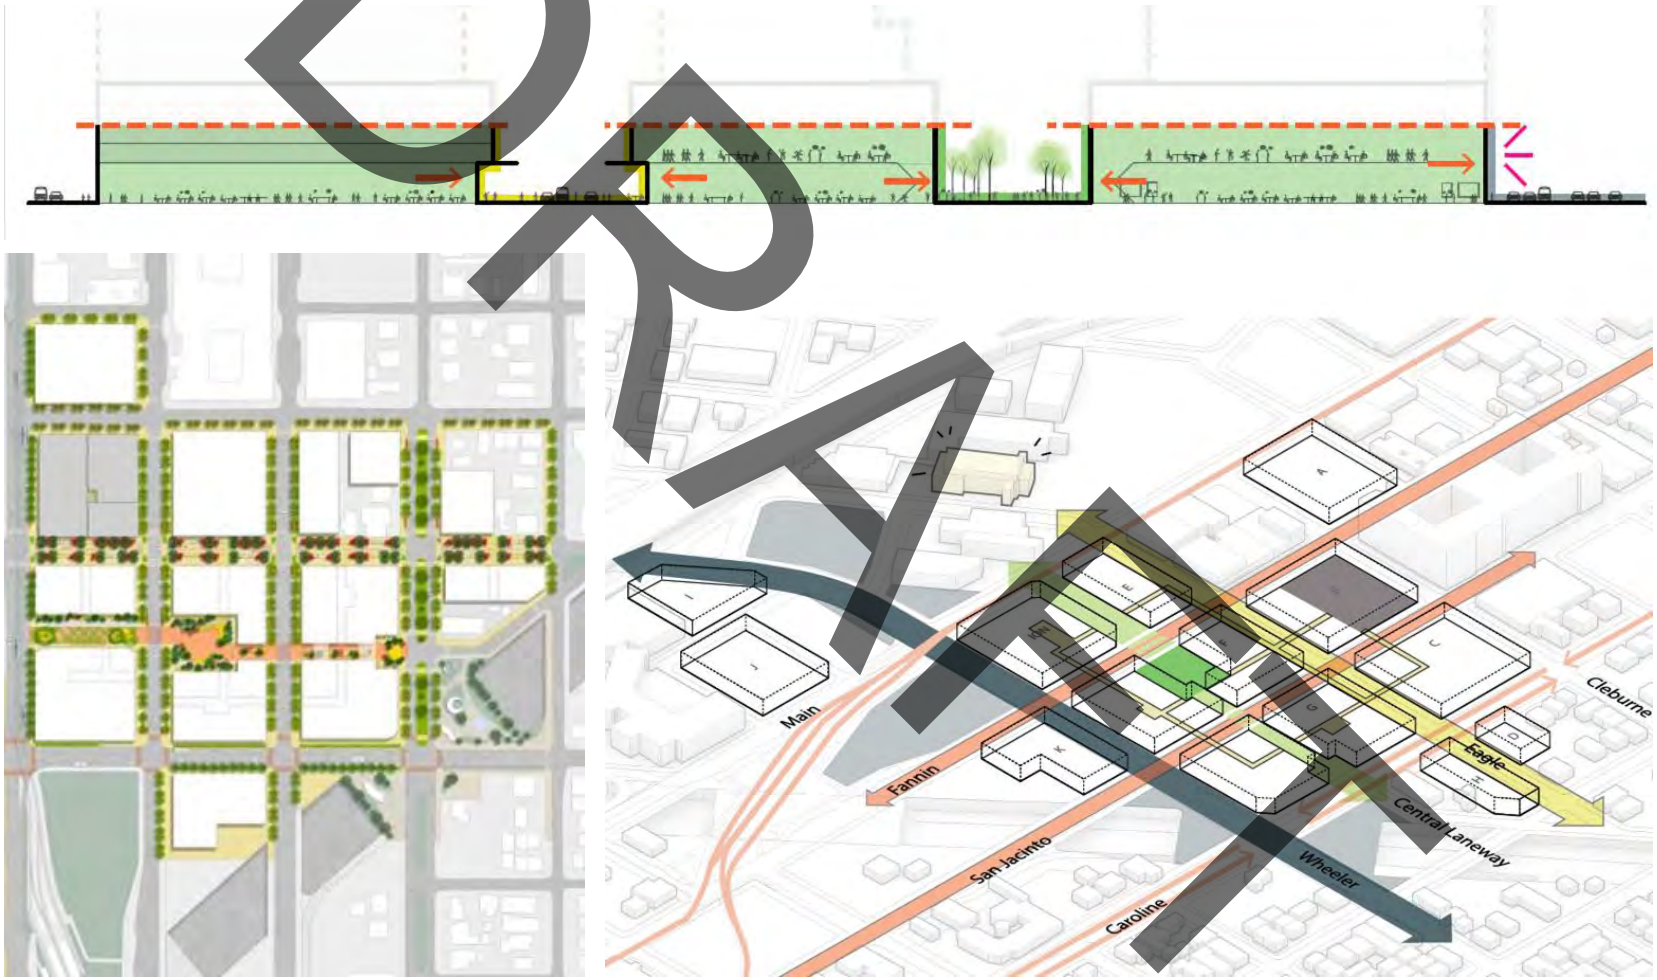 DRAFT
A
I
E
J
C
G
D
K
H
Main
Cleburne
Eagle
Fannin
Central Laneway
San Jacinto
Wheeler
Caroline